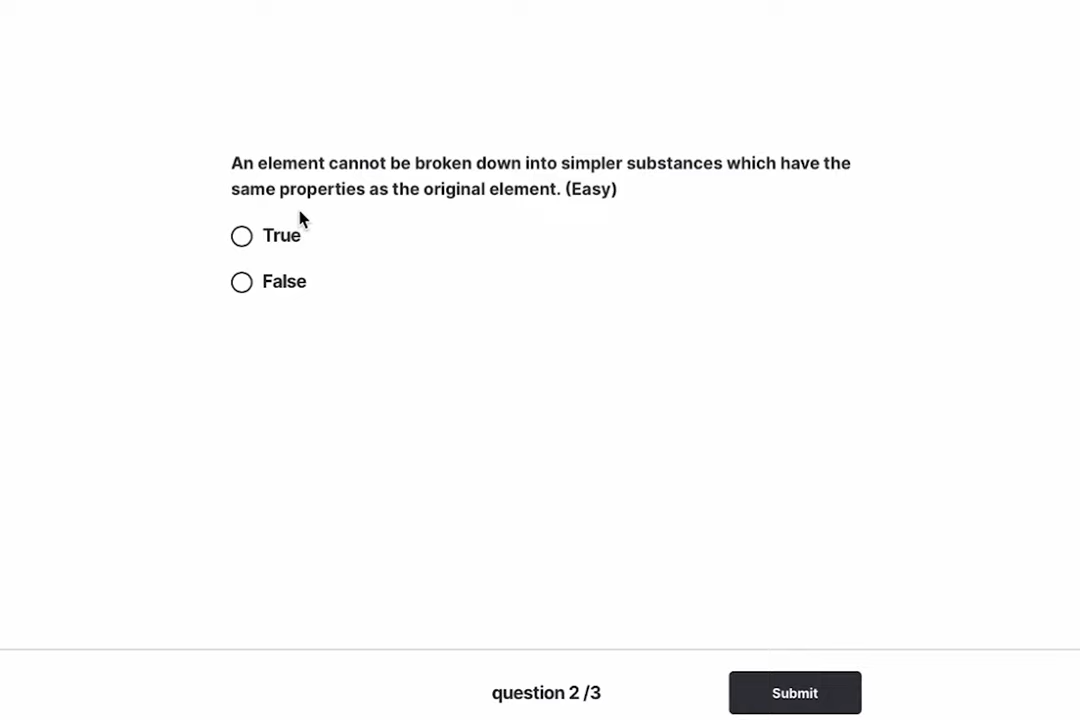 An element cannot be broken down into simpler substances which have the
same properties as the original element. (Easy)
True
False
question 2 /3
Submit